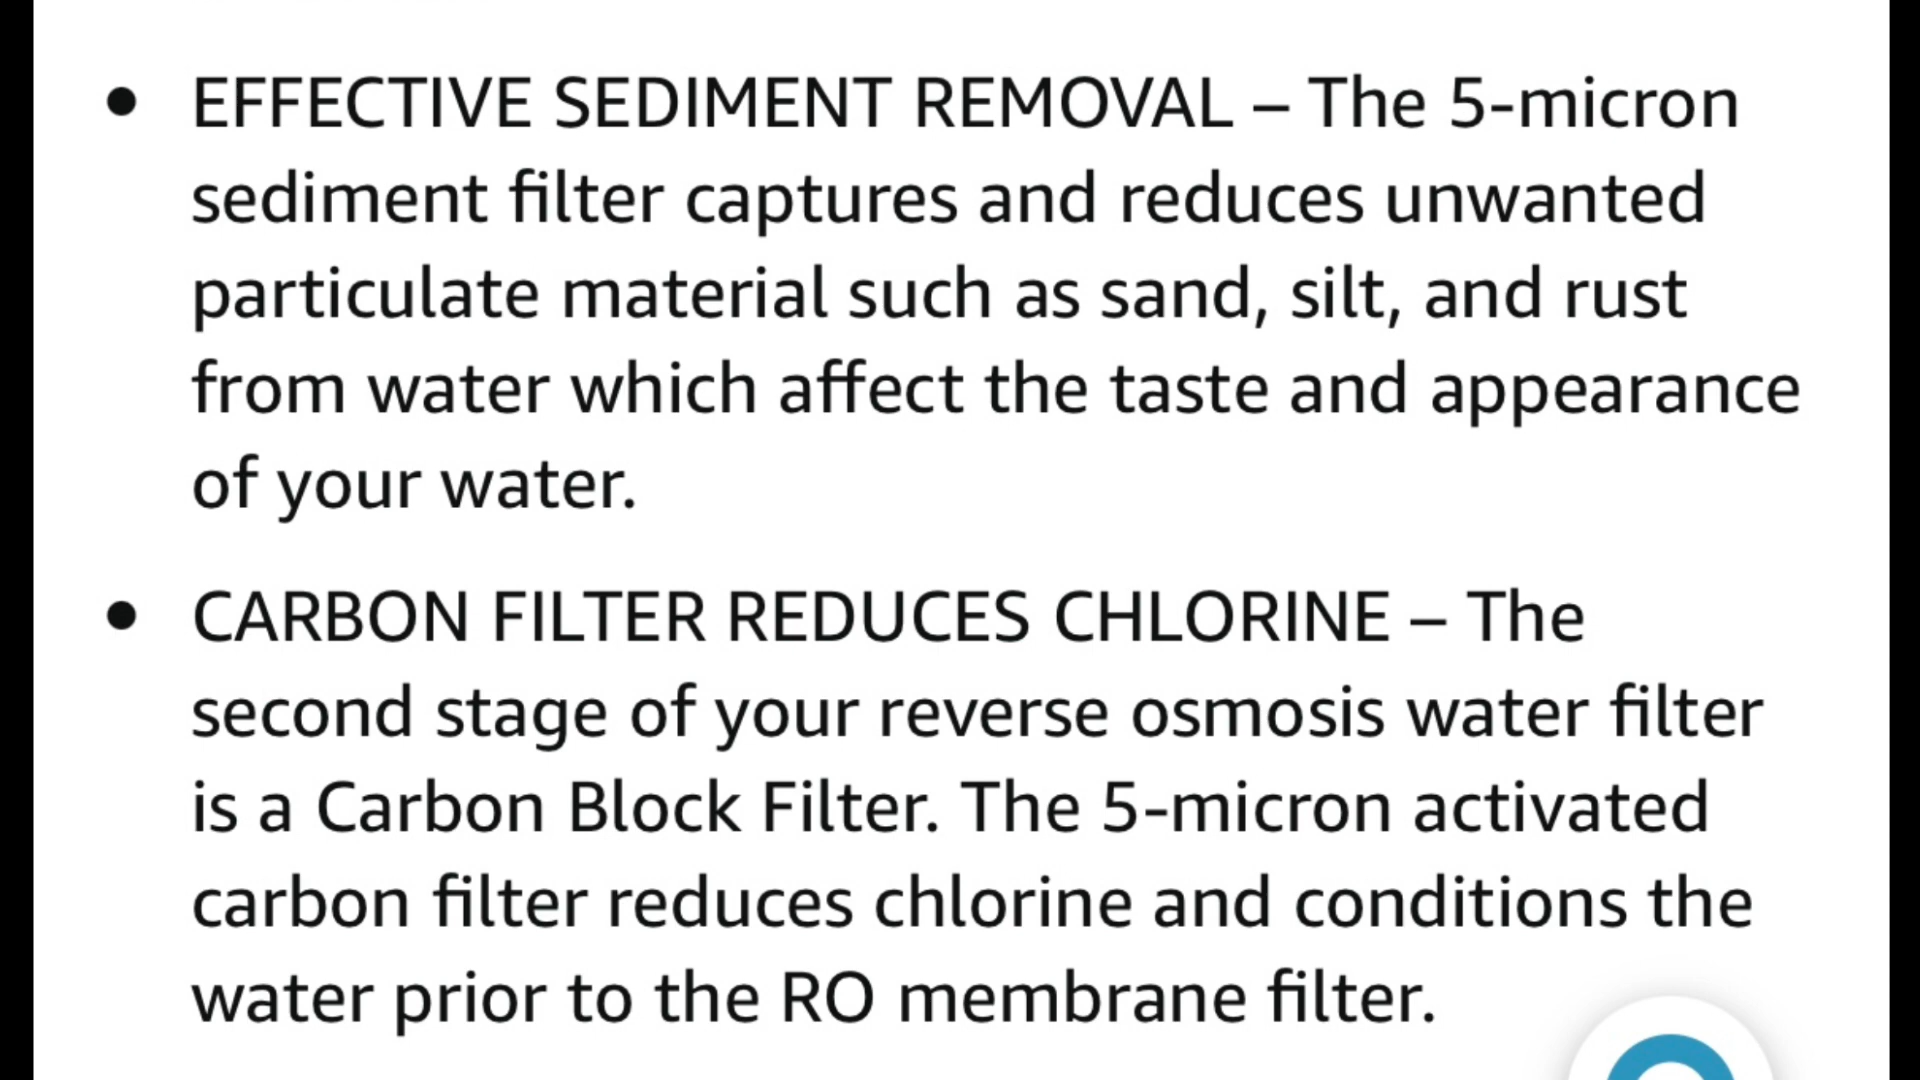 • EFFECTIVE SEDIMENT REMOVAL – The 5-micron
sediment filter captures and reduces unwanted
particulate material such as sand, silt, and rust
from water which affect the taste and appearance
of your water.
• CARBON FILTER REDUCES CHLORINE – The
second stage of your reverse osmosis water filter
is a Carbon Block Filter. The 5-micron activated
carbon filter reduces chlorine and conditions the
water prior to the RO membrane filter.